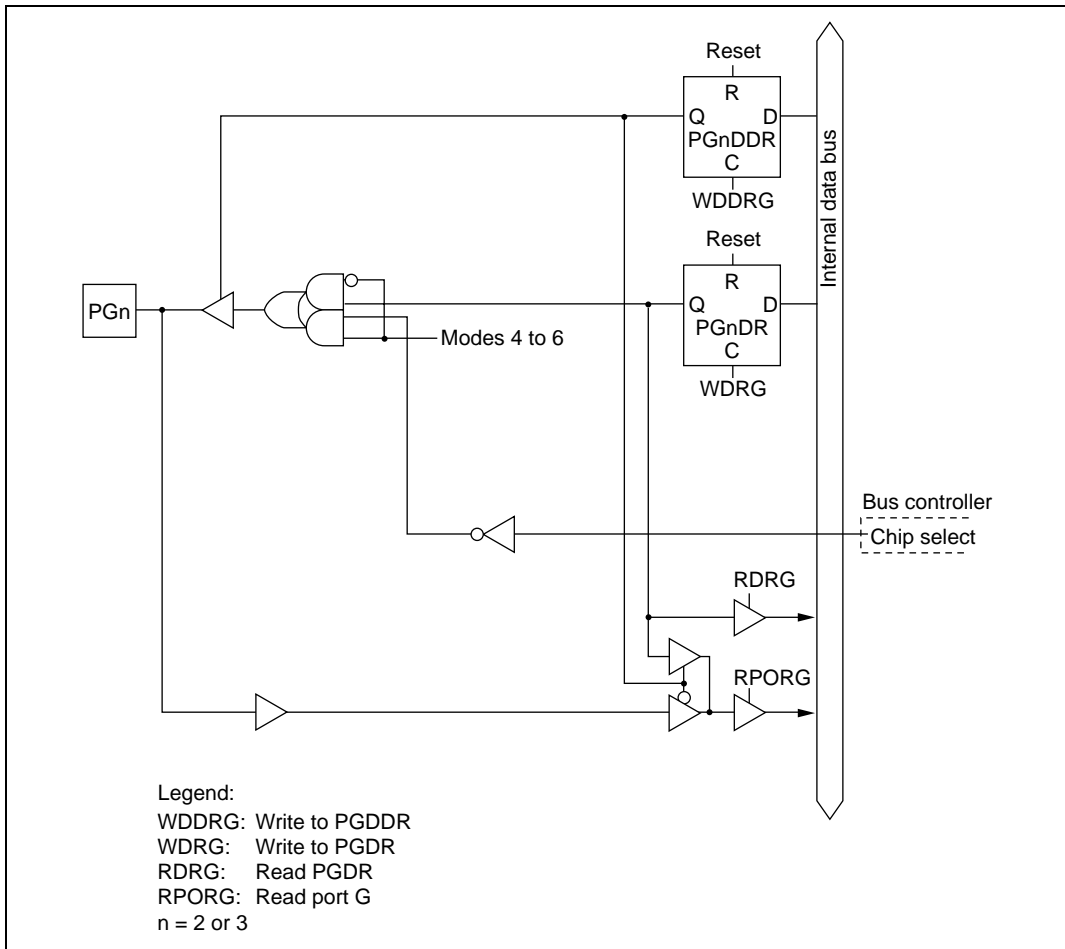 Reset
R
Q D
PGnDDR
C
WDDRG
Internal data bus
Reset
R
Q D
PGnDR
C
WDRG
PGn
Modes 4 to 6
Bus controller
Chip select
RDRG
RPORG
Legend:
WDDRG: Write to PGDDR
WDRG: Write to PGDR
RDRG: Read PGDR
RPORG: Read port G
n = 2 or 3